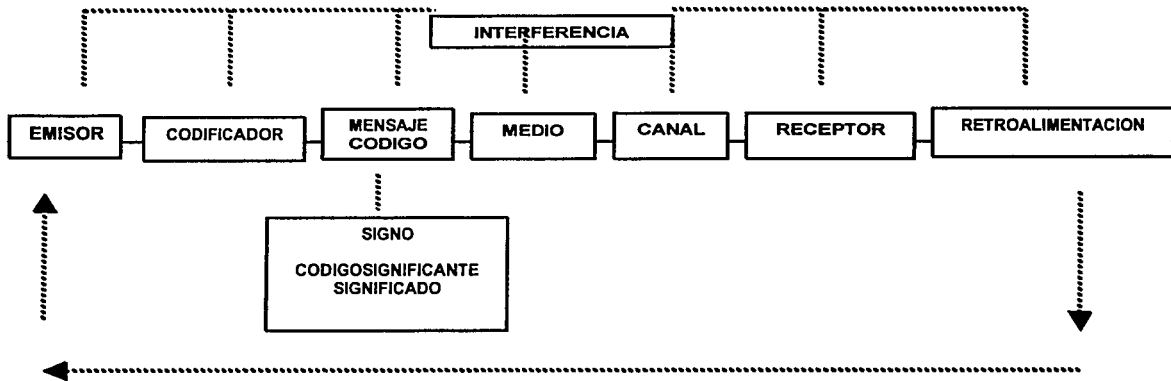 INTERFERENCIA
EMISOR
CODIFICADOR
MENSAJE
CODIGO
MEDIO
CANAL
RECEPTOR
RETROALIMENTACION
SIGNO
CODIGOSIGNIFICANTE
SIGNIFICADO